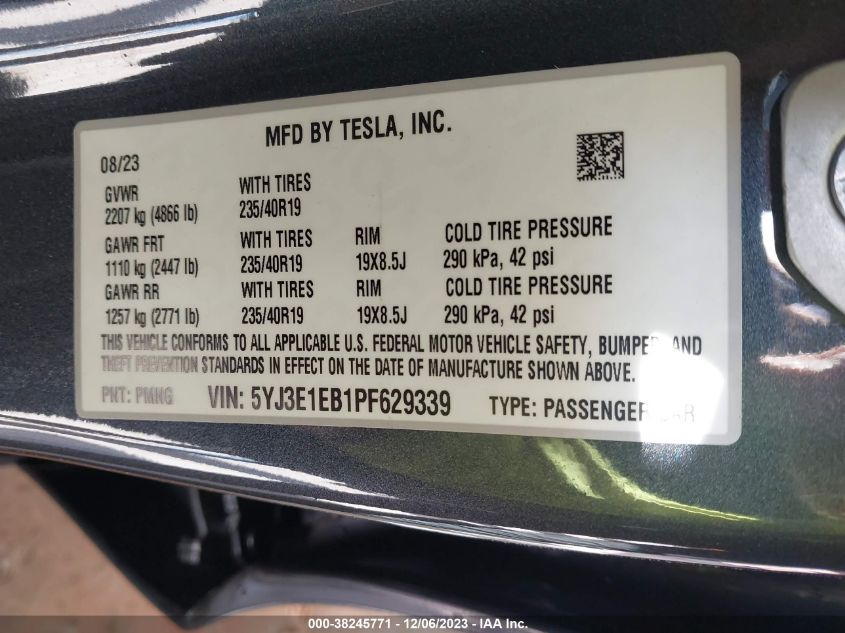 MFD BY TESLA, INC.
08/23
GVWR WITH TIRES
2207 kg (4866 lb) 235/40R19
GAWR FRT WITH TIRES RIM COLD TIRE PRESSURE
1110 kg (2447 lb) 235/40R19 19X8.5J 290 kPa, 42 psi
GAWR RR WITH TIRES RIM COLD TIRE PRESSURE
1257 kg (2771 lb) 235/40R19 19X8.5J 290 kPa, 42 psi
THIS VEHICLE CONFORMS TO ALL APPLICABLE U.S. FEDERAL MOTOR VEHICLE SAFETY, BUMPER, AND
THEFT PREVENTION STANDARDS IN EFFECT ON THE DATE OF MANUFACTURE SHOWN ABOVE.
PNT: PMNG VIN: 5YJ3E1EB1PF629339 TYPE: PASSENGER CAR
000-38245771 - 12/06/2023 - IAA Inc.